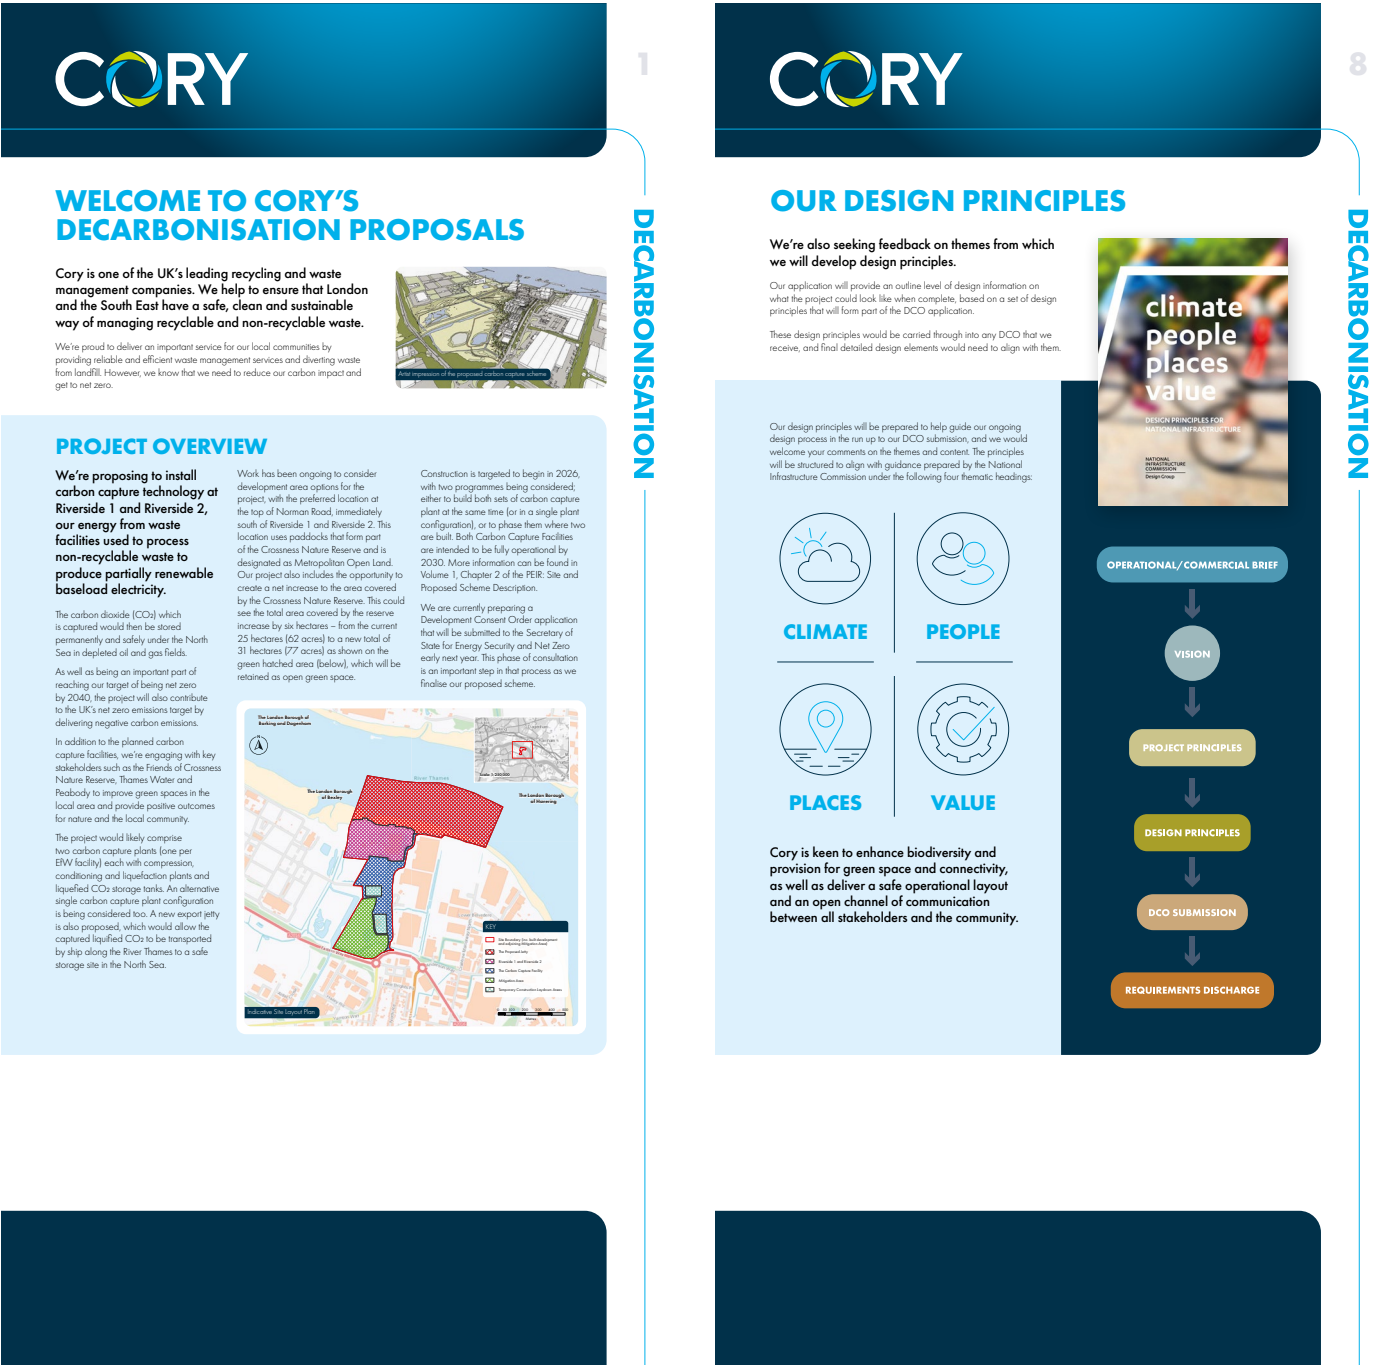 CORY
1
DECARBONISATION
WELCOME TO CORY'S
DECARBONISATION PROPOSALS
Cory is one of the UK's leading recycling and waste
management companies. We help to ensure that London
and the South East have a safe, clean and sustainable
way of managing recyclable and non-recyclable waste.
We're proud to deliver an important service for our local communities by
providing reliable and efficient waste management services and diverting waste
from landfill. However, we know that we need to reduce our carbon impact and
get to net zero.
Artist impression of the proposed carbon capture scheme
PROJECT OVERVIEW
We're proposing to install
carbon capture technology at
Riverside 1 and Riverside 2,
our energy from waste
facilities used to process
non-recyclable waste to
produce partially renewable
baseload electricity.
The carbon dioxide (CO₂) which
is captured would then be stored
permanently and safely under the North
Sea in depleted oil and gas fields.
As well as being an important part of
reaching our target of being net zero
by 2040, the project will also contribute
to the UK's net zero emissions target by
delivering negative carbon emissions.
In addition to the planned carbon
capture facilities, we're engaging with key
stakeholders such as the Friends of Crossness
Nature Reserve, Thames Water and
Peabody to improve green spaces in the
local area and provide positive outcomes
for nature and the local community.
The project would likely comprise
two carbon capture plants (one per
EfW facility) each with compression,
conditioning and liquefaction plants and
liquefied CO₂ storage tanks. An alternative
single carbon capture plant configuration
is being considered too. A new export jetty
is also proposed, which would allow the
captured liquified CO₂ to be transported
by ship along the River Thames to a safe
storage site in the North Sea.
Work has been ongoing to consider
development area options for the
project, with the preferred location at
the top of Norman Road, immediately
south of Riverside 1 and Riverside 2. This
location uses paddocks that form part
of the Crossness Nature Reserve and is
designated as Metropolitan Open Land.
Our project also includes the opportunity to
create a net increase to the area covered
by the Crossness Nature Reserve. This could
see the total area covered by the reserve
increase by six hectares – from the current
25 hectares (62 acres) to a new total of
31 hectares (77 acres) as shown on the
green hatched area (below), which will be
retained as open green space.
Construction is targeted to begin in 2026,
with two programmes being considered;
either to build both sets of carbon capture
plant at the same time (or in a single plant
configuration), or to phase them where two
are built. Both Carbon Capture Facilities
are intended to be fully operational by
2030. More information can be found in
Volume 1, Chapter 2 of the PEIR: Site and
Proposed Scheme Description.
We are currently preparing a
Development Consent Order application
that will be submitted to the Secretary of
State for Energy Security and Net Zero
early next year. This phase of consultation
is an important step in that process as we
finalise our proposed scheme.
The London Borough of
Barking and Dagenham
N
Scale 1:250,000
River Thames
The London Borough
of Bexley
The London Borough
of Havering
KEY
The Proposed Jetty
Riverside 1 and Riverside 2
The Carbon Capture Facility
Mitigation Area
Temporary Construction Laydown Areas
Indicative Site Layout Plan
CORY
8
DECARBONISATION
OUR DESIGN PRINCIPLES
We're also seeking feedback on themes from which
we will develop design principles.
Our application will provide an outline level of design information on
what the project could look like when complete, based on a set of design
principles that will form part of the DCO application.
These design principles would be carried through into any DCO that we
receive, and final detailed design elements would need to align with them.
climate
people
places
value
DESIGN PRINCIPLES FOR
NATIONAL INFRASTRUCTURE
NATIONAL
INFRASTRUCTURE
COMMISSION
Design Group
Our design principles will be prepared to help guide our ongoing
design process in the run up to our DCO submission, and we would
welcome your comments on the themes and content. The principles
will be structured to align with guidance prepared by the National
Infrastructure Commission under the following four thematic headings:
CLIMATE
PEOPLE
PLACES
VALUE
Cory is keen to enhance biodiversity and
provision for green space and connectivity,
as well as deliver a safe operational layout
and an open channel of communication
between all stakeholders and the community.
OPERATIONAL/COMMERCIAL BRIEF
VISION
PROJECT PRINCIPLES
DESIGN PRINCIPLES
DCO SUBMISSION
REQUIREMENTS DISCHARGE